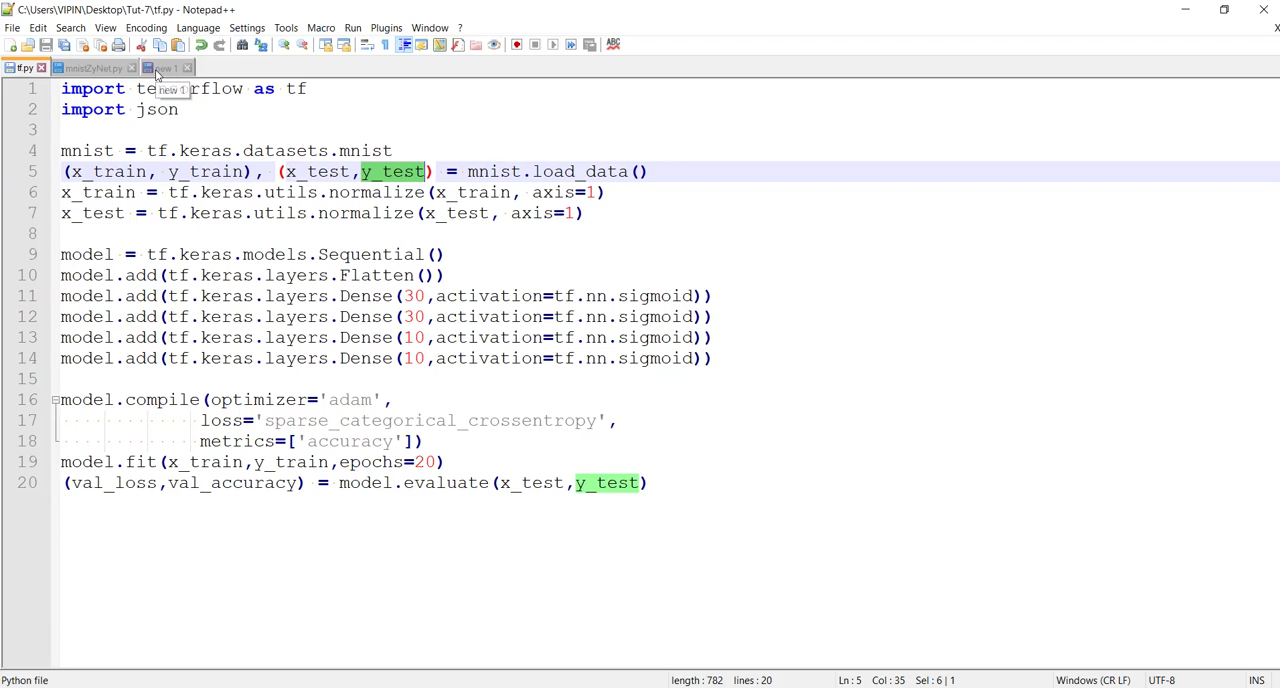 C:\Users\VIPIN\Desktop\Tut-7\tf.py - Notepad++
File Edit Search View Encoding Language Settings Tools Macro Run Plugins Window ? X
tf.py mnistZyNet.py new 1
new 1
1 import te rflow as tf
2 import json
3
4 mnist = tf.keras.datasets.mnist
5 (x_train, y_train), (x_test,y_test) = mnist.load_data()
6 x_train = tf.keras.utils.normalize(x_train, axis=1)
7 x_test = tf.keras.utils.normalize(x_test, axis=1)
8
9 model = tf.keras.models.Sequential()
10 model.add(tf.keras.layers.Flatten())
11 model.add(tf.keras.layers.Dense(30,activation=tf.nn.sigmoid))
12 model.add(tf.keras.layers.Dense(30,activation=tf.nn.sigmoid))
13 model.add(tf.keras.layers.Dense(10,activation=tf.nn.sigmoid))
14 model.add(tf.keras.layers.Dense(10,activation=tf.nn.sigmoid))
15
16 model.compile(optimizer='adam',
17 loss='sparse_categorical_crossentropy',
18 metrics=['accuracy'])
19 model.fit(x_train,y_train,epochs=20)
20 (val_loss,val_accuracy) = model.evaluate(x_test,y_test)
Python file length : 782 lines : 20 Ln : 5 Col : 35 Sel : 6 | 1 Windows (CR LF) UTF-8 INS